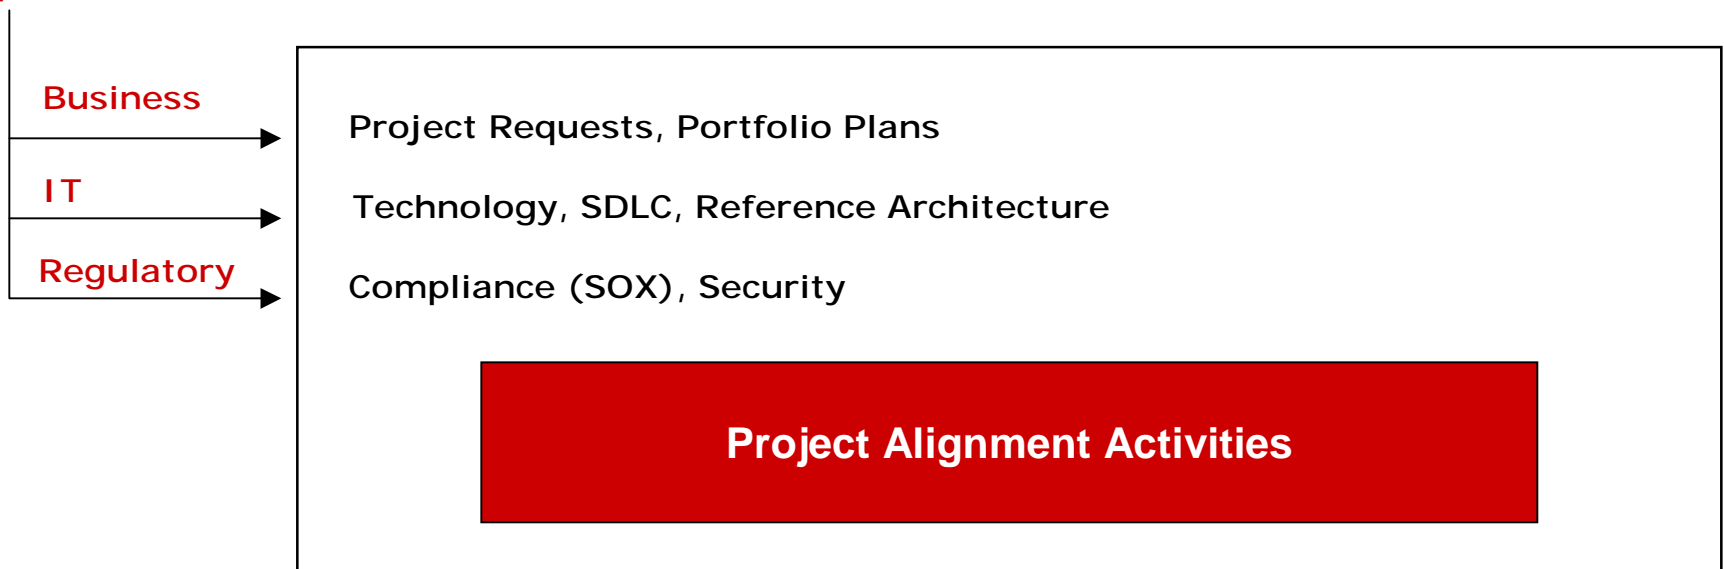 Business
Project Requests, Portfolio Plans
IT
Technology, SDLC, Reference Architecture
Regulatory
Compliance (SOX), Security
Project Alignment Activities